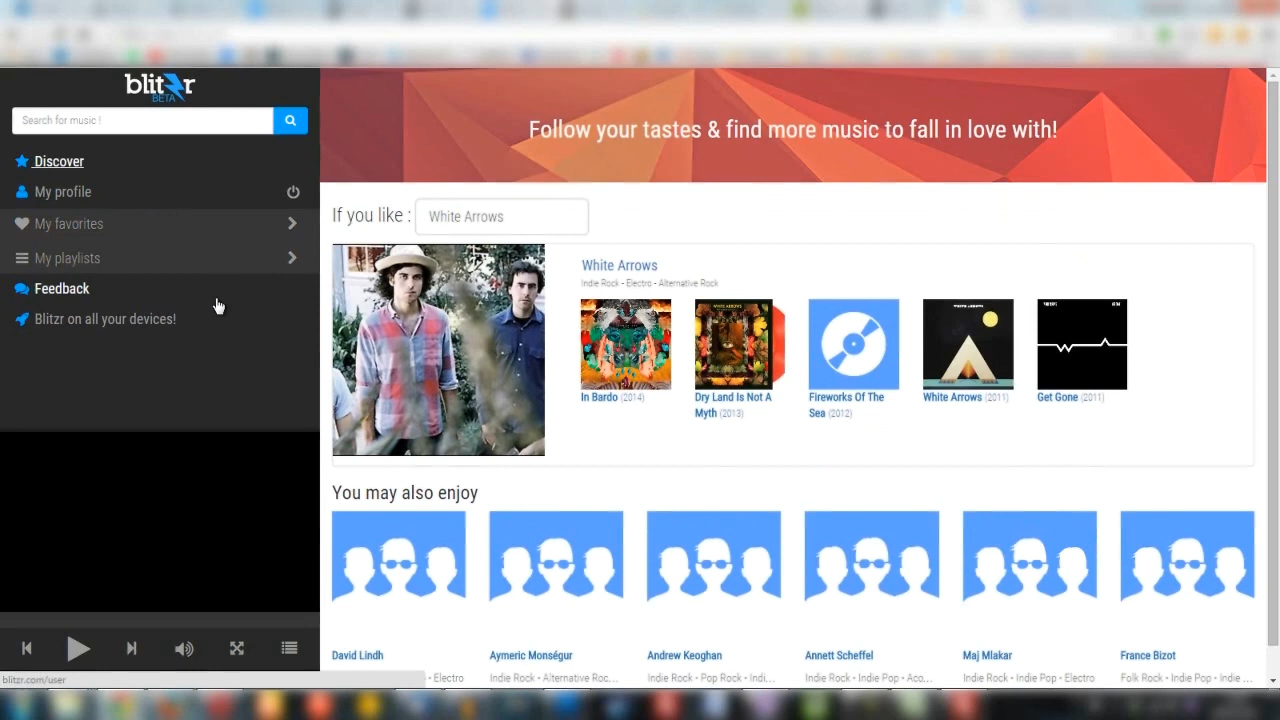 blitzr
BETA
Search for music !
Discover
My profile
My favorites
My playlists
Feedback
Blitzr on all your devices!
blitzr.com/user
Follow your tastes & find more music to fall in love with!
If you like : White Arrows
White Arrows
Indie Rock - Electro - Alternative Rock
In Bardo (2014)
Dry Land Is Not A
Myth (2013)
Fireworks Of The
Sea (2012)
White Arrows (2011)
Get Gone (2011)
You may also enjoy
David Lindh
- Electro
Aymeric Monségur
Indie Rock - Alternative Roc...
Andrew Keoghan
Indie Rock - Pop Rock - Indi...
Annett Scheffel
Indie Rock - Indie Pop - Aco...
Maj Mlakar
Indie Rock - Indie Pop - Electro
France Bizot
Folk Rock - Indie Pop - Indie ...